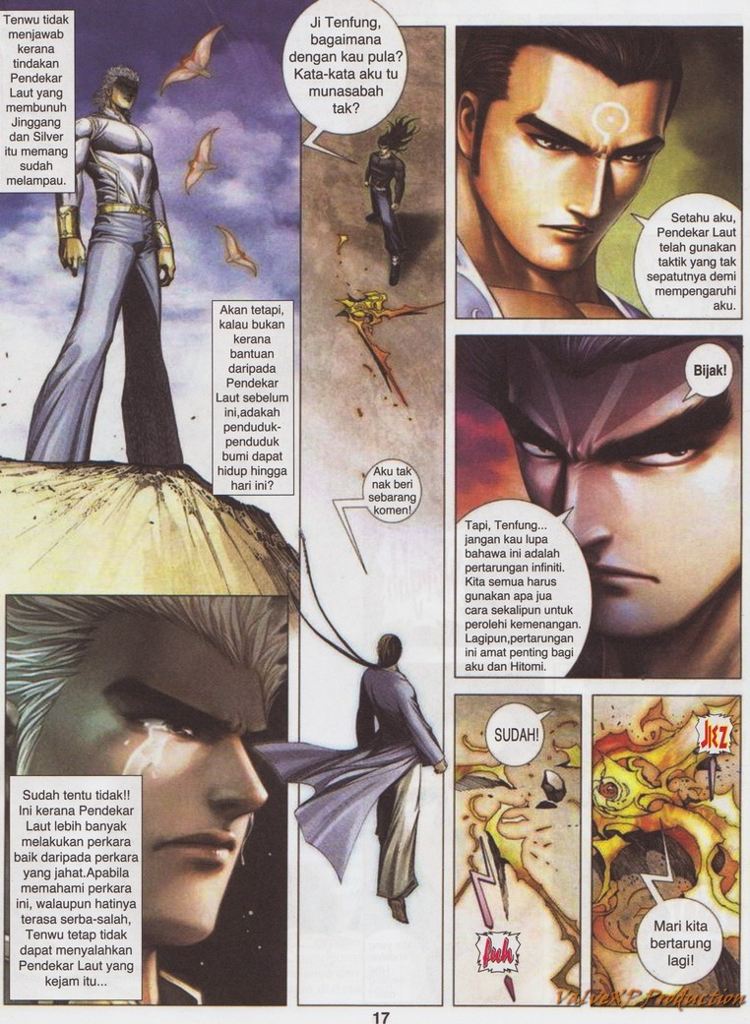 Tenwu tidak
menjawab
kerana
tindakan
Pendekar
Laut yang
membunuh
Jinggang
dan Silver
itu memang
sudah
melampau.
Akan tetapi,
kalau bukan
kerana
bantuan
daripada
Pendekar
Laut sebelum
ini,adakah
penduduk-
penduduk
bumi dapat
hidup hingga
hari ini?
Sudah tentu tidak!!
Ini kerana Pendekar
Laut lebih banyak
melakukan perkara
baik daripada perkara
yang jahat.Apabila
memahami perkara
ini, walaupun hatinya
terasa serba-salah,
Tenwu tetap tidak
dapat menyalahkan
Pendekar Laut yang
kejam itu...
Ji Tenfung,
bagaimana
dengan kau pula?
Kata-kata aku tu
munasabah
tak?
Aku tak
nak beri
sebarang
komen!
Setahu aku,
Pendekar Laut
telah gunakan
taktik yang tak
sepatutnya demi
mempengaruhi
aku.
Bijak!
Tapi, Tenfung...
jangan kau lupa
bahawa ini adalah
pertarungan infiniti.
Kita semua harus
gunakan apa jua
cara sekalipun untuk
perolehi kemenangan.
Lagipun,pertarungan
ini amat penting bagi
aku dan Hitomi.
SUDAH!
fuh
JEZ
Mari kita
bertarung
lagi!
ValveXP.Production
17